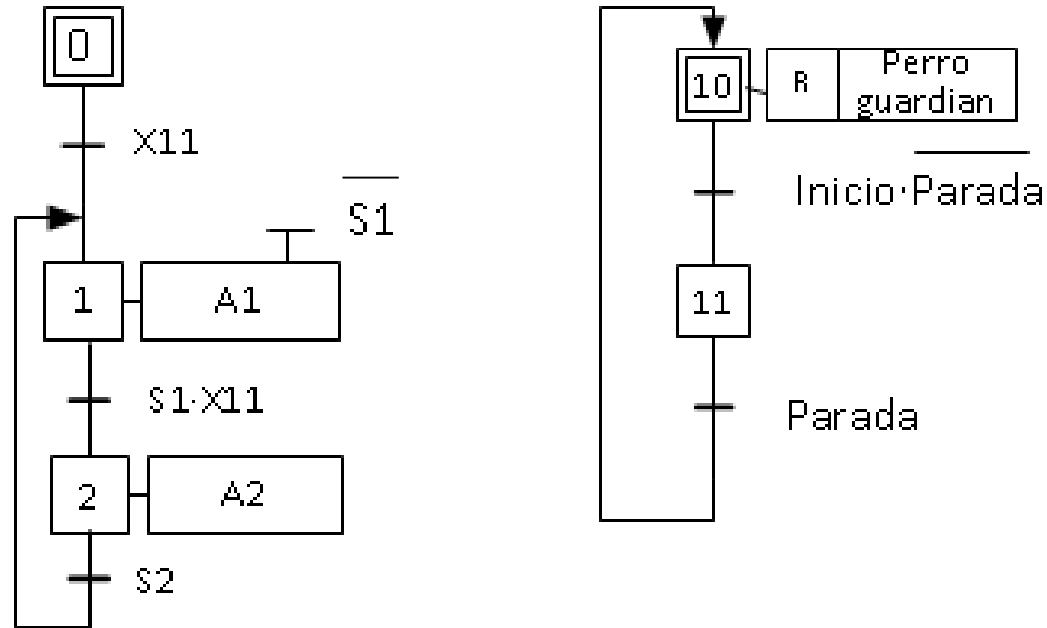 0
X11
S1
1
A1
S1·X11
2
A2
S2
10
R
Perro
guardian
Inicio·Parada
11
Parada